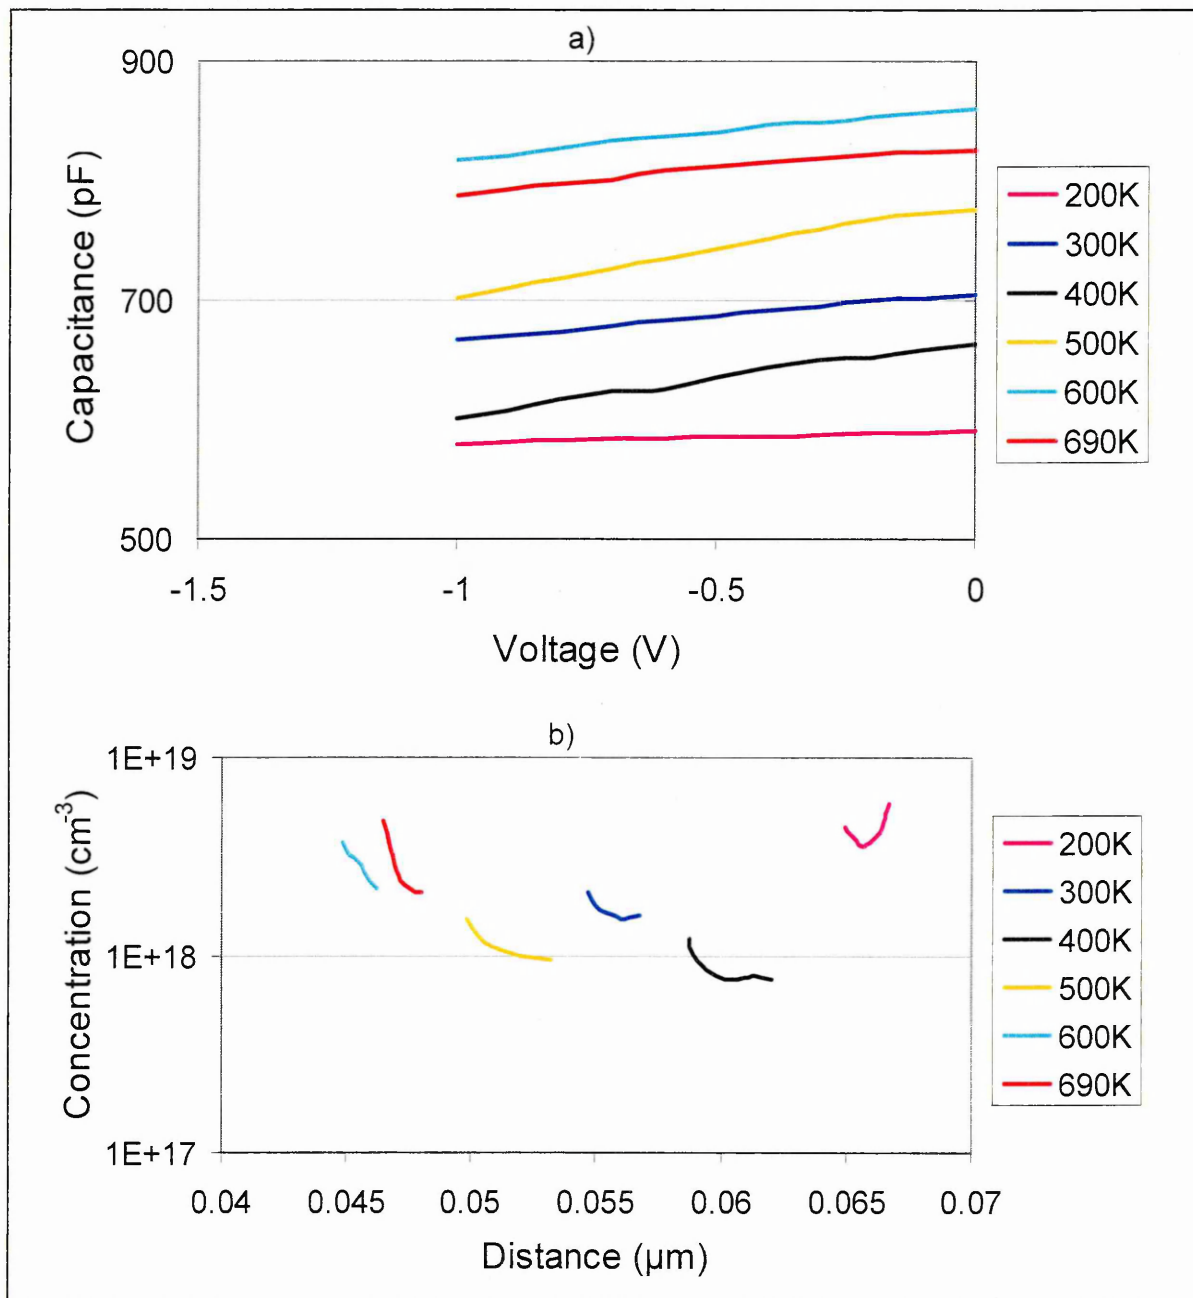 a)
900
700
500
Capacitance (pF)
-1.5 -1 -0.5 0
Voltage (V)
200K
300K
400K
500K
600K
690K
b)
1E+19
1E+18
1E+17
Concentration (cm-3)
0.04 0.045 0.05 0.055 0.06 0.065 0.07
Distance (µm)
200K
300K
400K
500K
600K
690K